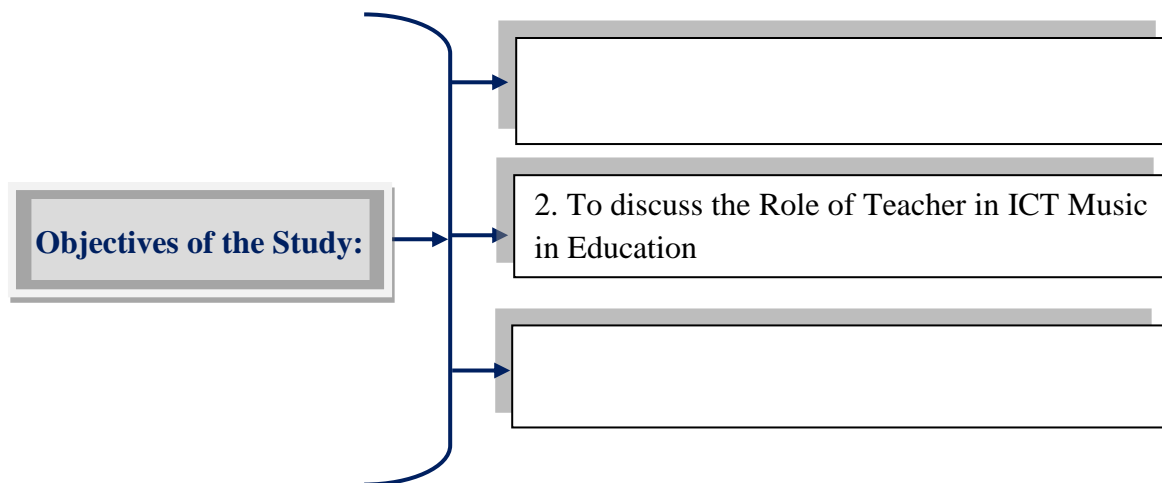 Objectives of the Study:
2. To discuss the Role of Teacher in ICT Music
in Education